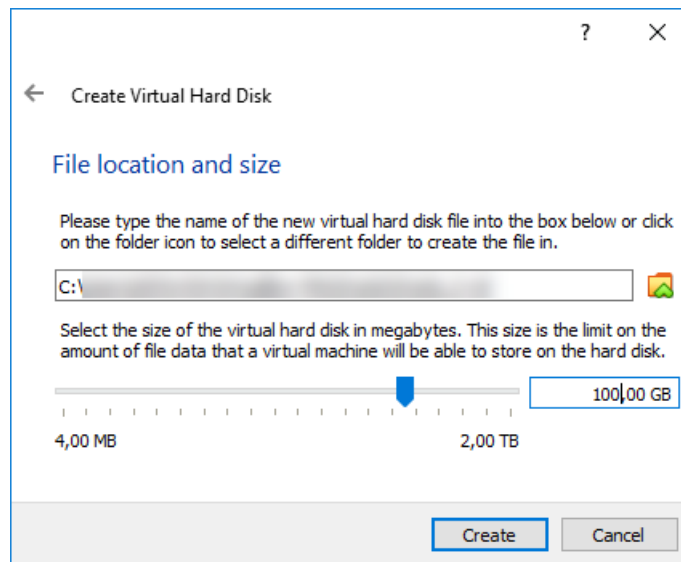 ?
Create Virtual Hard Disk
File location and size
Please type the name of the new virtual hard disk file into the box below or click
on the folder icon to select a different folder to create the file in.
C:\
Select the size of the virtual hard disk in megabytes. This size is the limit on the
amount of file data that a virtual machine will be able to store on the hard disk.
100,00 GB
4,00 MB 2,00 TB
Create Cancel